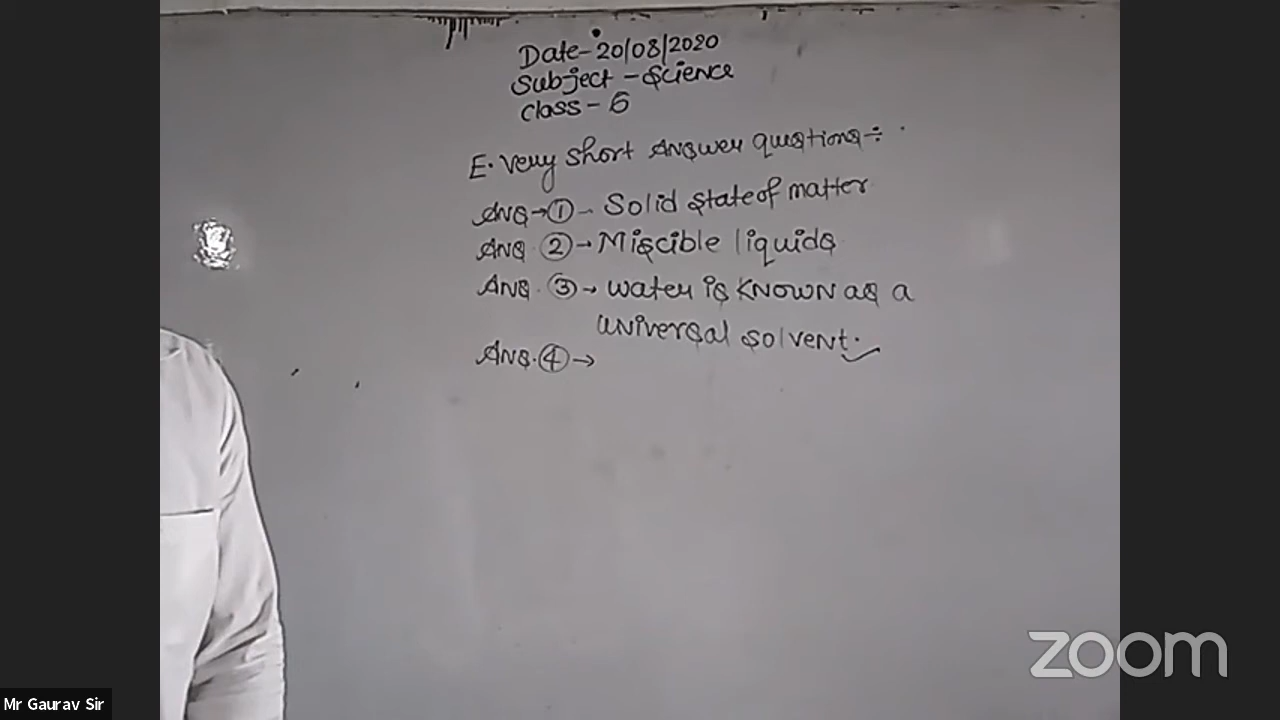 Date-20/08/2020
Subject-Science
Class-6
E. Very Short Answer questions÷
Ans→①- Solid state of matter
Ans ②→Miscible liquids
Ans.③→ Water is known as a
universal solvent.
Ans.④→
zoom
Mr Gaurav Sir